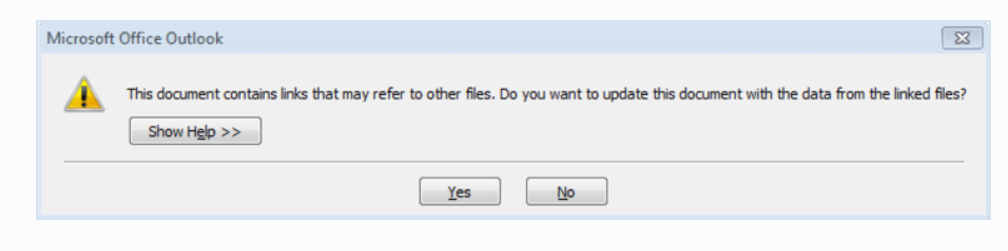 Microsoft Office Outlook
This document contains links that may refer to other files. Do you want to update this document with the data from the linked files?
Show Help >>
Yes
No